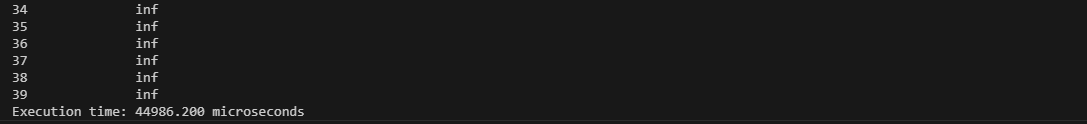 34 inf
35 inf
36 inf
37 inf
38 inf
39 inf
Execution time: 44986.200 microseconds